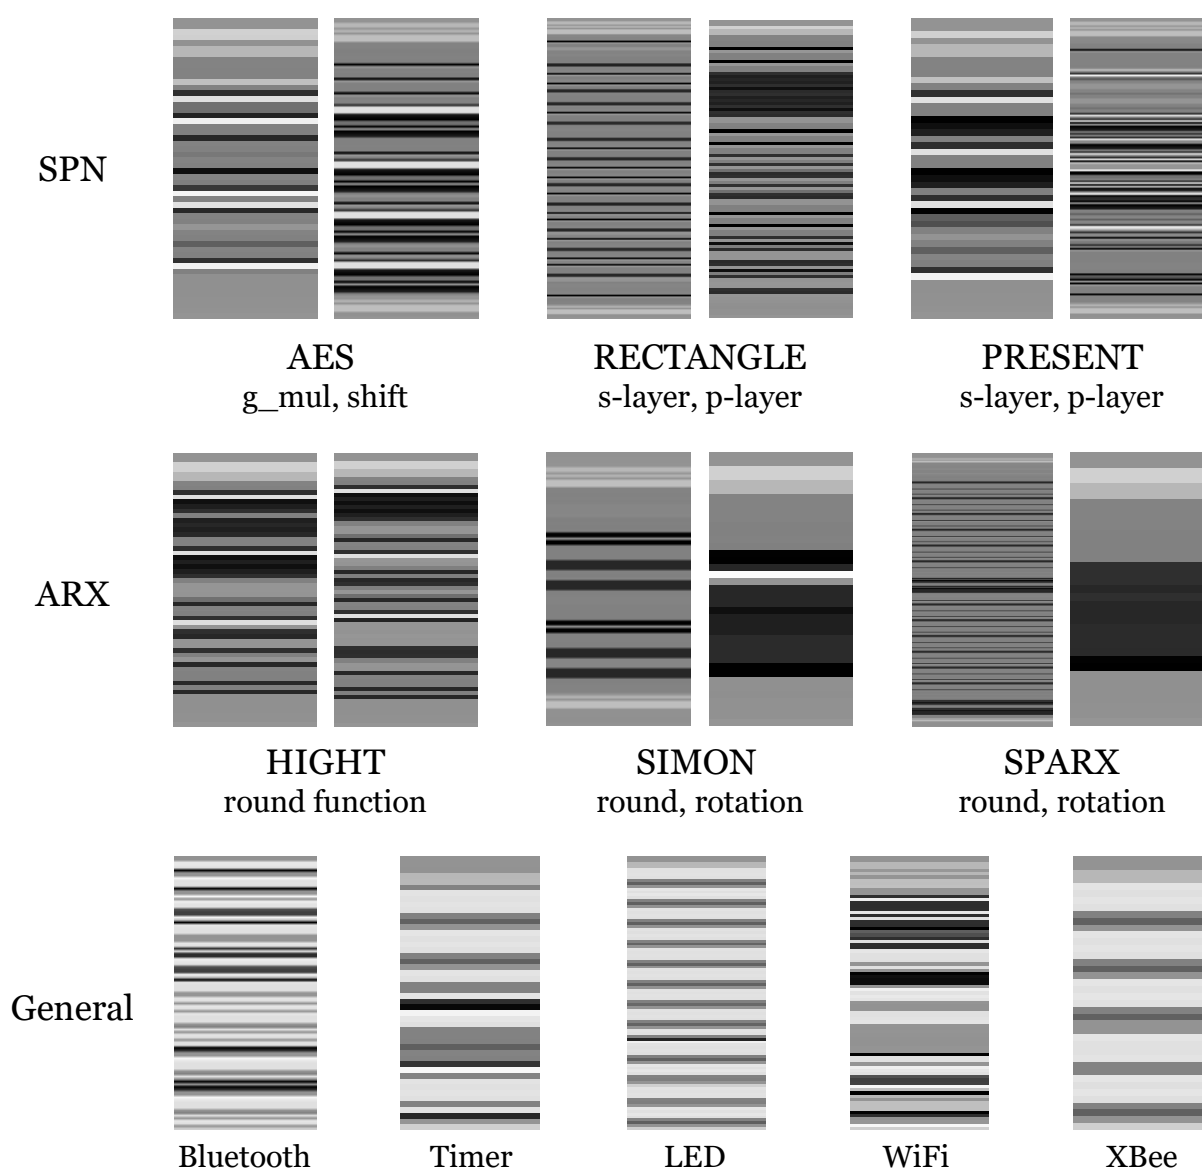 SPN
AES
g_mul, shift
RECTANGLE
s-layer, p-layer
PRESENT
s-layer, p-layer
ARX
HIGHT
round function
SIMON
round, rotation
SPARX
round, rotation
General
Bluetooth
Timer
LED
WiFi
XBee